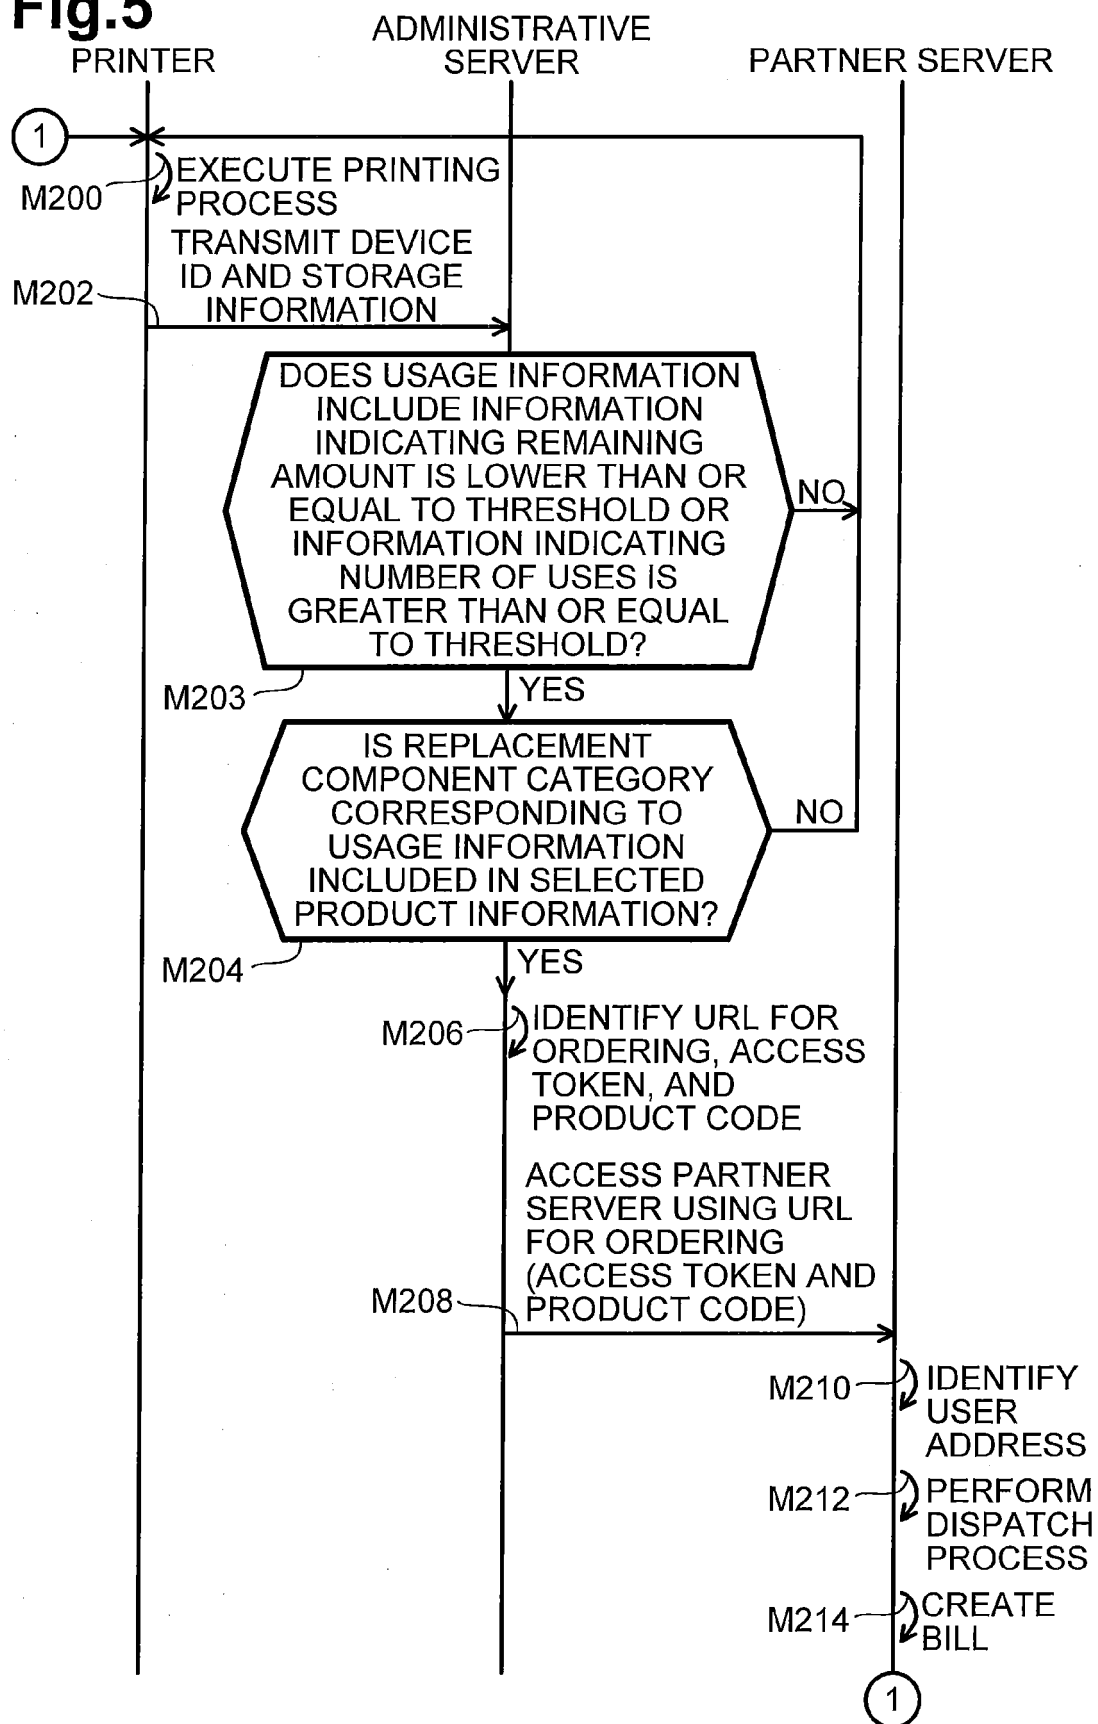 Fig.5
PRINTER
ADMINISTRATIVE
SERVER
PARTNER SERVER
1
M200
EXECUTE PRINTING
PROCESS
M202
TRANSMIT DEVICE
ID AND STORAGE
INFORMATION
DOES USAGE INFORMATION
INCLUDE INFORMATION
INDICATING REMAINING
AMOUNT IS LOWER THAN OR
EQUAL TO THRESHOLD OR
INFORMATION INDICATING
NUMBER OF USES IS
GREATER THAN OR EQUAL
TO THRESHOLD?
NO
M203
YES
IS REPLACEMENT
COMPONENT CATEGORY
CORRESPONDING TO
USAGE INFORMATION
INCLUDED IN SELECTED
PRODUCT INFORMATION?
NO
M204
YES
M206
IDENTIFY URL FOR
ORDERING, ACCESS
TOKEN, AND
PRODUCT CODE
ACCESS PARTNER
SERVER USING URL
FOR ORDERING
(ACCESS TOKEN AND
PRODUCT CODE)
M208
M210
IDENTIFY
USER
ADDRESS
M212
PERFORM
DISPATCH
PROCESS
M214
CREATE
BILL
1